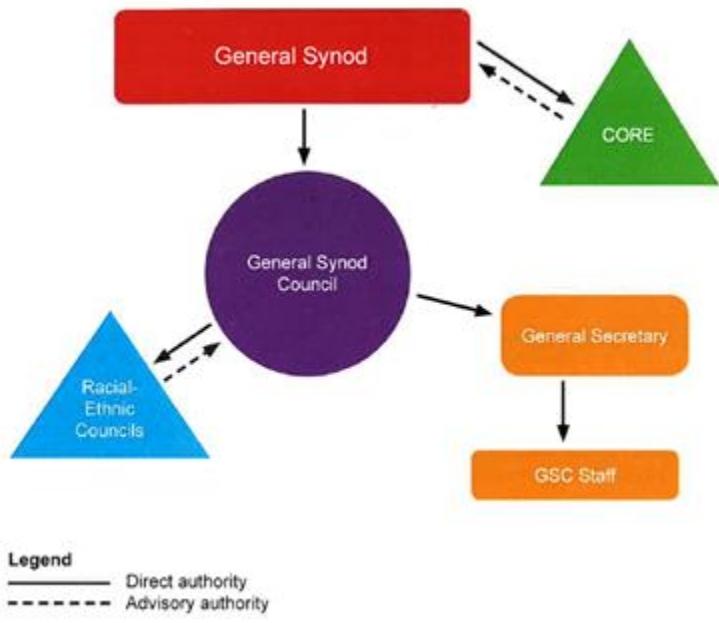 General Synod
CORE
General Synod
Council
General Secretary
Racial-
Ethnic
Councils
GSC Staff
Legend
Direct authority
Advisory authority